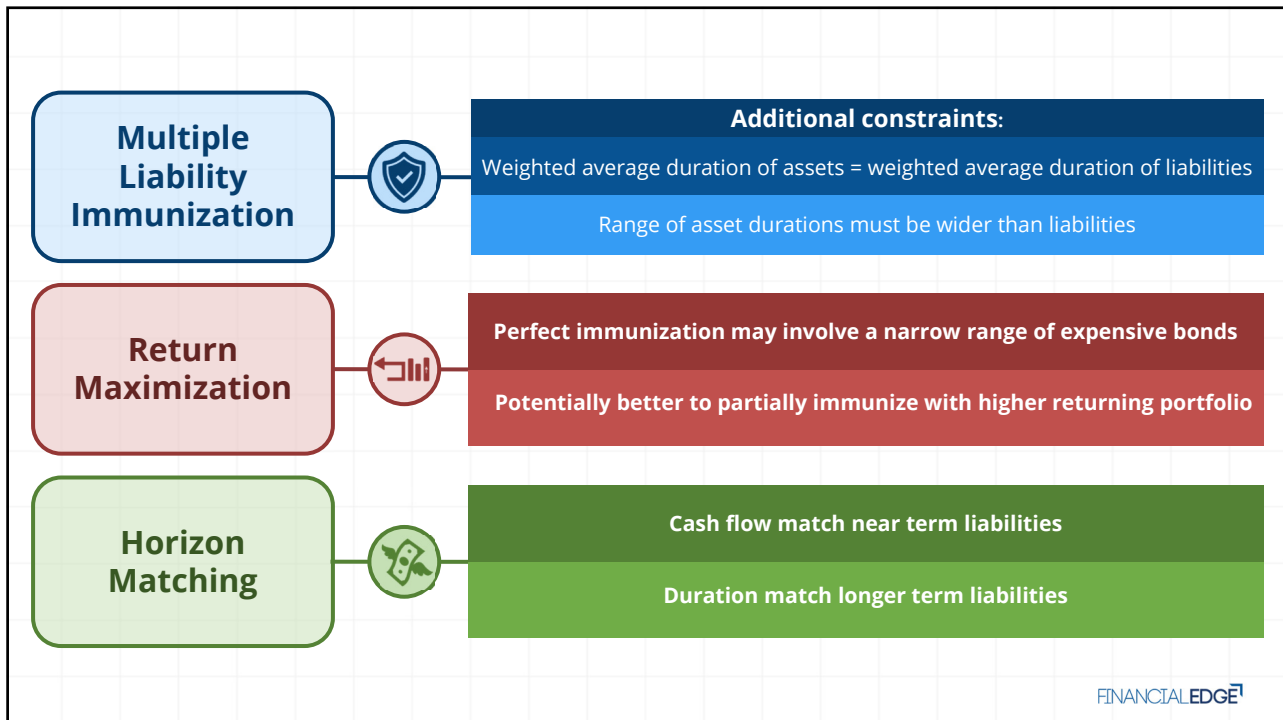 Multiple
Liability
Immunization
Additional constraints:
Weighted average duration of assets = weighted average duration of liabilities
Range of asset durations must be wider than liabilities
Return
Maximization
Perfect immunization may involve a narrow range of expensive bonds
Potentially better to partially immunize with higher returning portfolio
Horizon
Matching
Cash flow match near term liabilities
Duration match longer term liabilities
FINANCIALEDGE